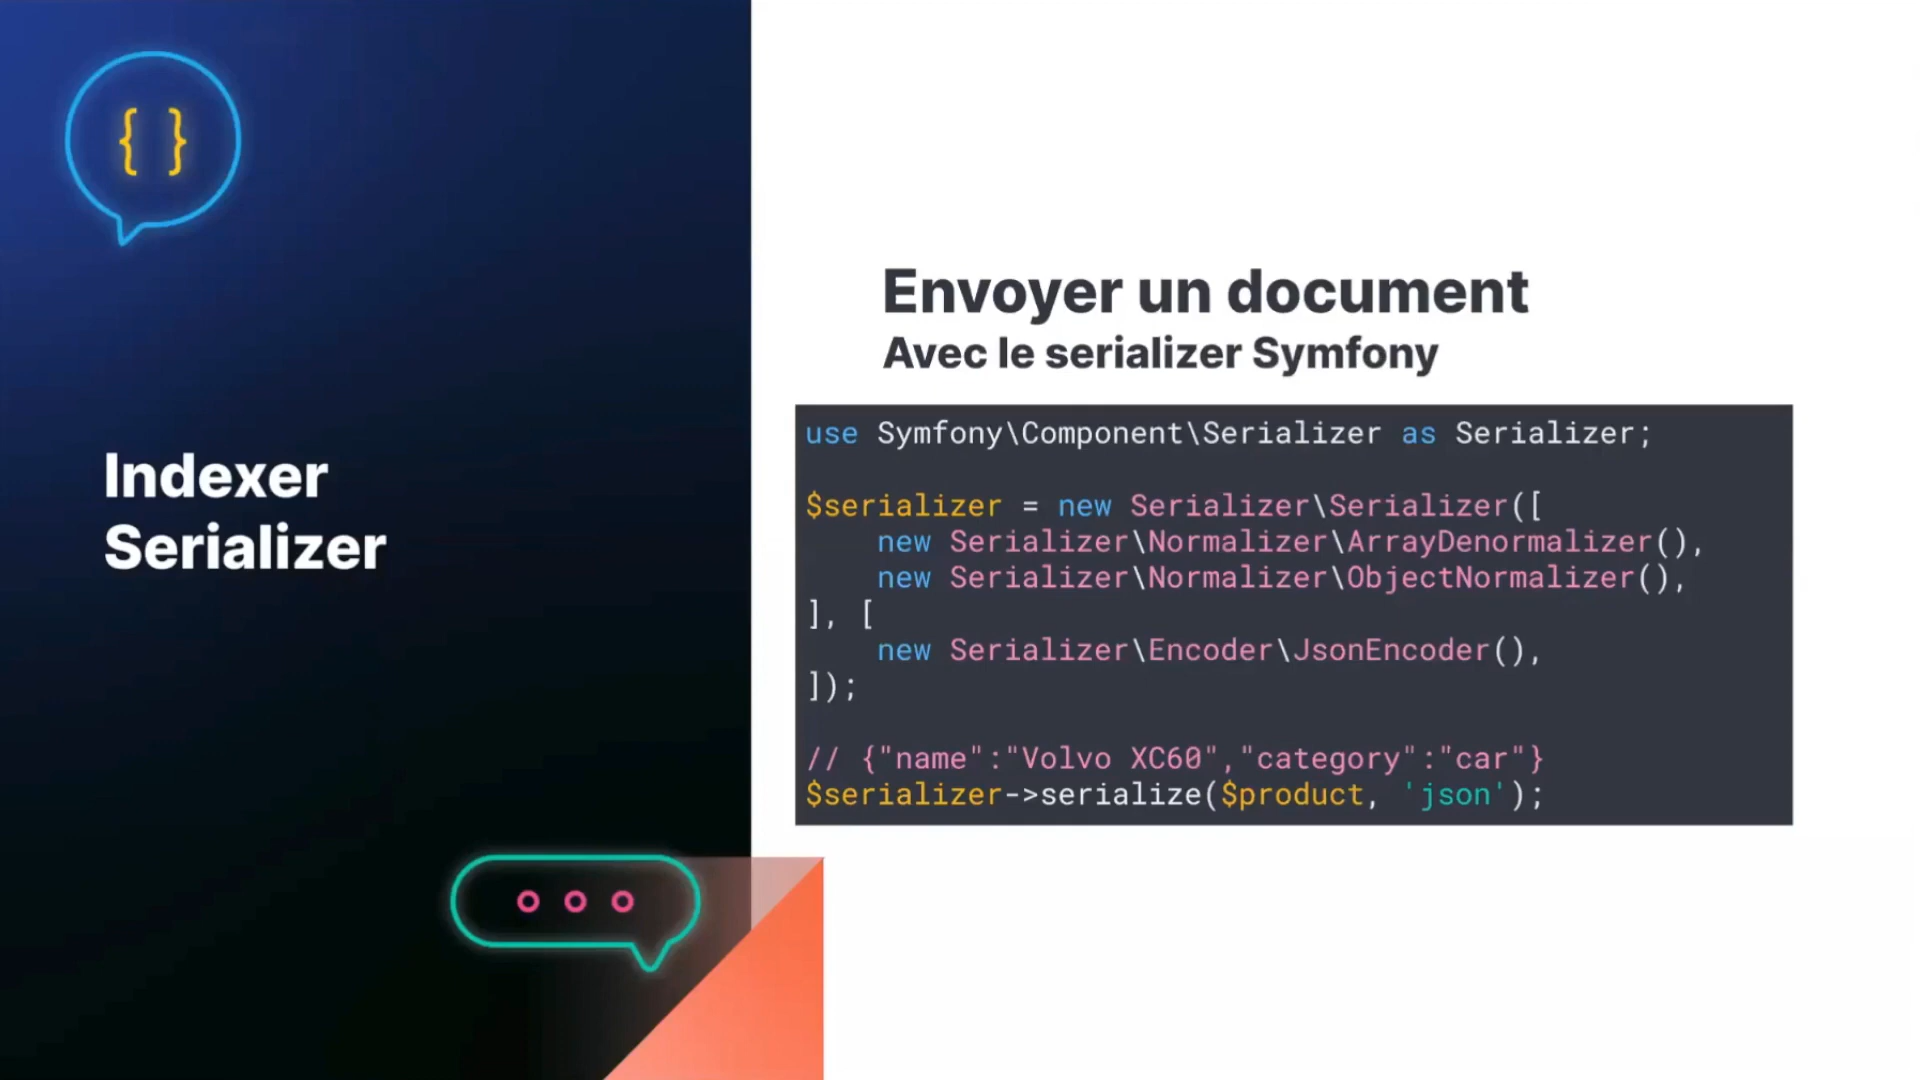 { }
Indexer
Serializer
Envoyer un document
Avec le serializer Symfony
use Symfony\Component\Serializer as Serializer;
$serializer = new Serializer\Serializer([
    new Serializer\Normalizer\ArrayDenormalizer(),
    new Serializer\Normalizer\ObjectNormalizer(),
], [
    new Serializer\Encoder\JsonEncoder(),
]);
// {"name":"Volvo XC60","category":"car"}
$serializer->serialize($product, 'json');